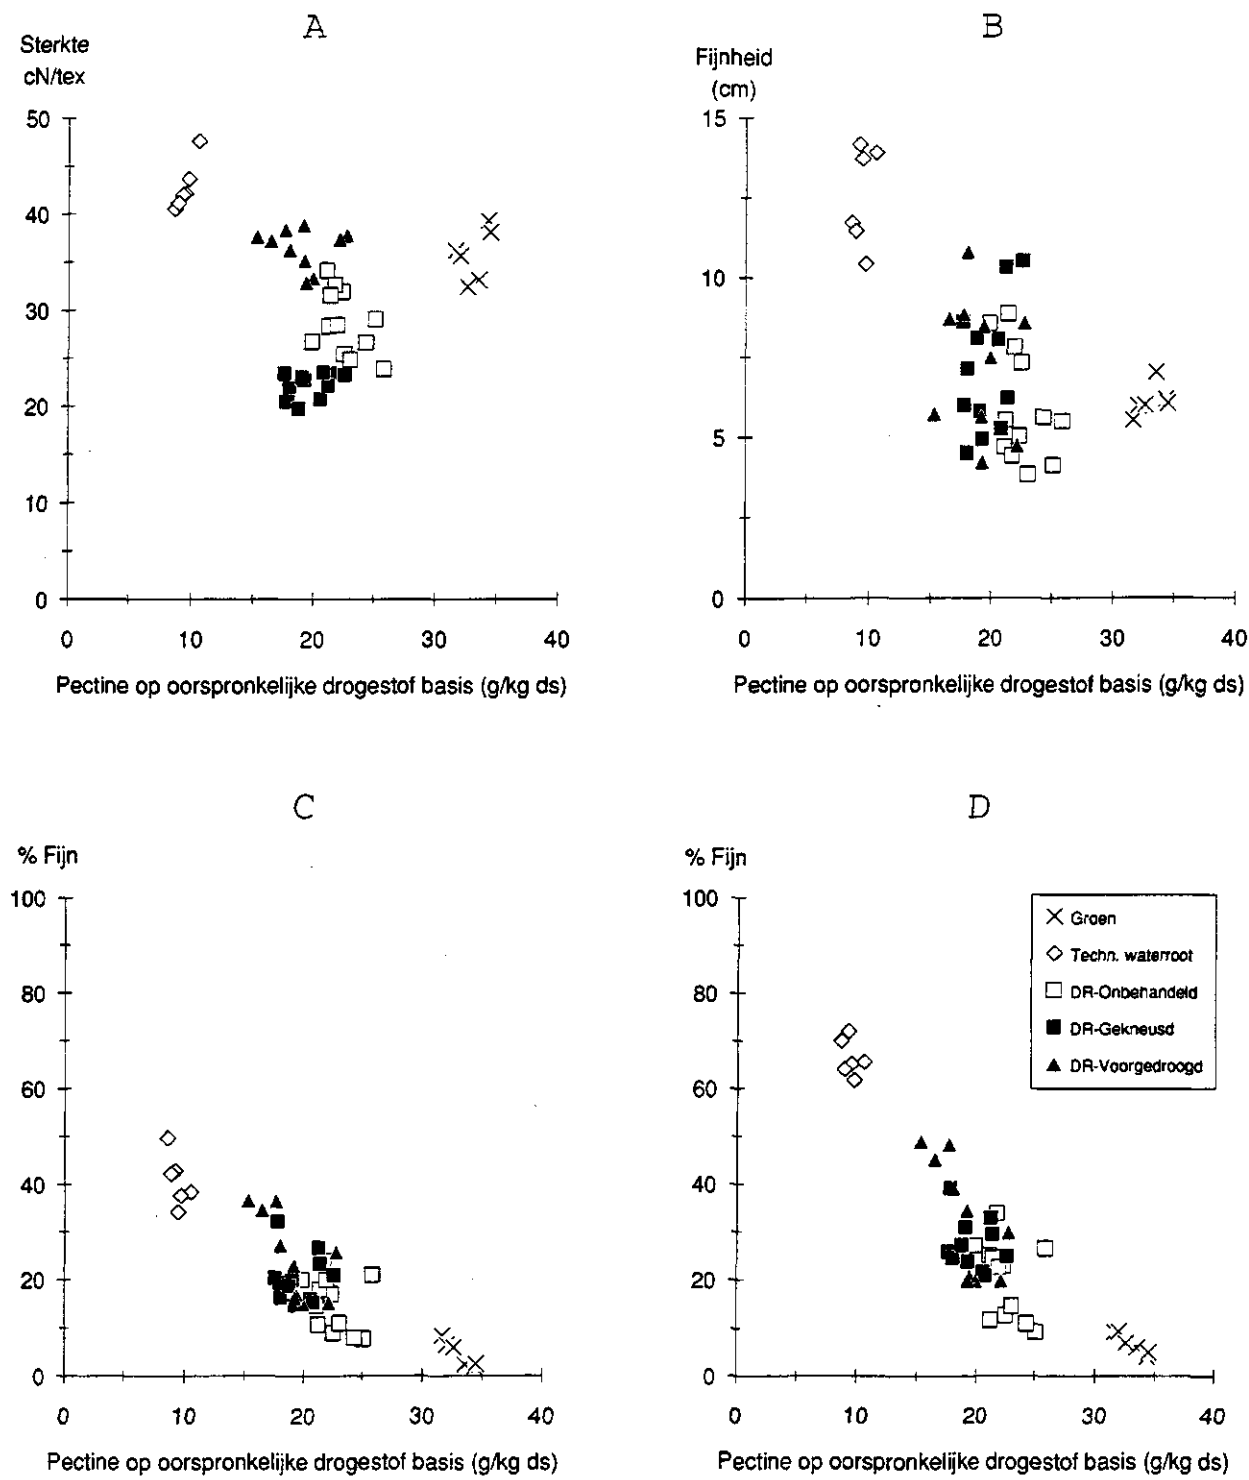 A
Sterkte
cN/tex
50
40
30
20
10
0
0 10 20 30 40
Pectine op oorspronkelijke drogestof basis (g/kg ds)
B
Fijnheid
(cm)
15
10
5
0
0 10 20 30 40
Pectine op oorspronkelijke drogestof basis (g/kg ds)
C
% Fijn
100
80
60
40
20
0
0 10 20 30 40
Pectine op oorspronkelijke drogestof basis (g/kg ds)
D
% Fijn
100
80
60
40
20
0
0 10 20 30 40
Pectine op oorspronkelijke drogestof basis (g/kg ds)
Groen
Techn. waterroot
DR-Onbehandeld
DR-Gekneusd
DR-Voorgedroogd